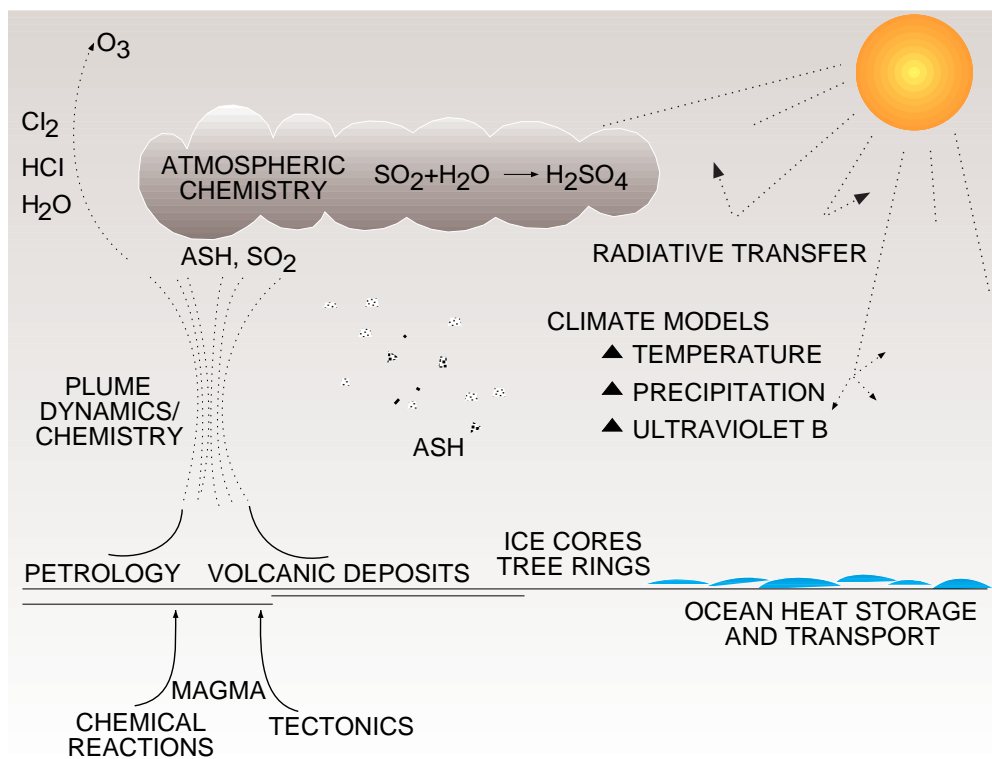 O3
Cl2
HCl
H2O
ATMOSPHERIC
CHEMISTRY
SO2+H2O → H2SO4
ASH, SO2
RADIATIVE TRANSFER
CLIMATE MODELS
▲ TEMPERATURE
▲ PRECIPITATION
▲ ULTRAVIOLET B
PLUME
DYNAMICS/
CHEMISTRY
ASH
ICE CORES
TREE RINGS
PETROLOGY
VOLCANIC DEPOSITS
OCEAN HEAT STORAGE
AND TRANSPORT
MAGMA
CHEMICAL
REACTIONS
TECTONICS